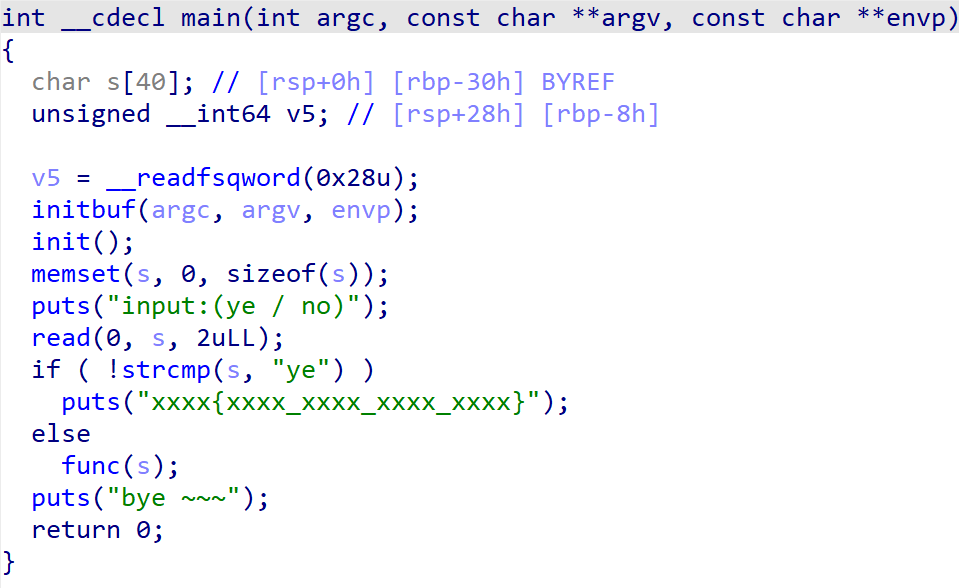 int __cdecl main(int argc, const char **argv, const char **envp)
{
  char s[40]; // [rsp+0h] [rbp-30h] BYREF
  unsigned __int64 v5; // [rsp+28h] [rbp-8h]

  v5 = __readfsqword(0x28u);
  initbuf(argc, argv, envp);
  init();
  memset(s, 0, sizeof(s));
  puts("input:(ye / no)");
  read(0, s, 2uLL);
  if ( !strcmp(s, "ye") )
    puts("xxxx{xxxx_xxxx_xxxx_xxxx}");
  else
    func(s);
  puts("bye ~~~");
  return 0;
}